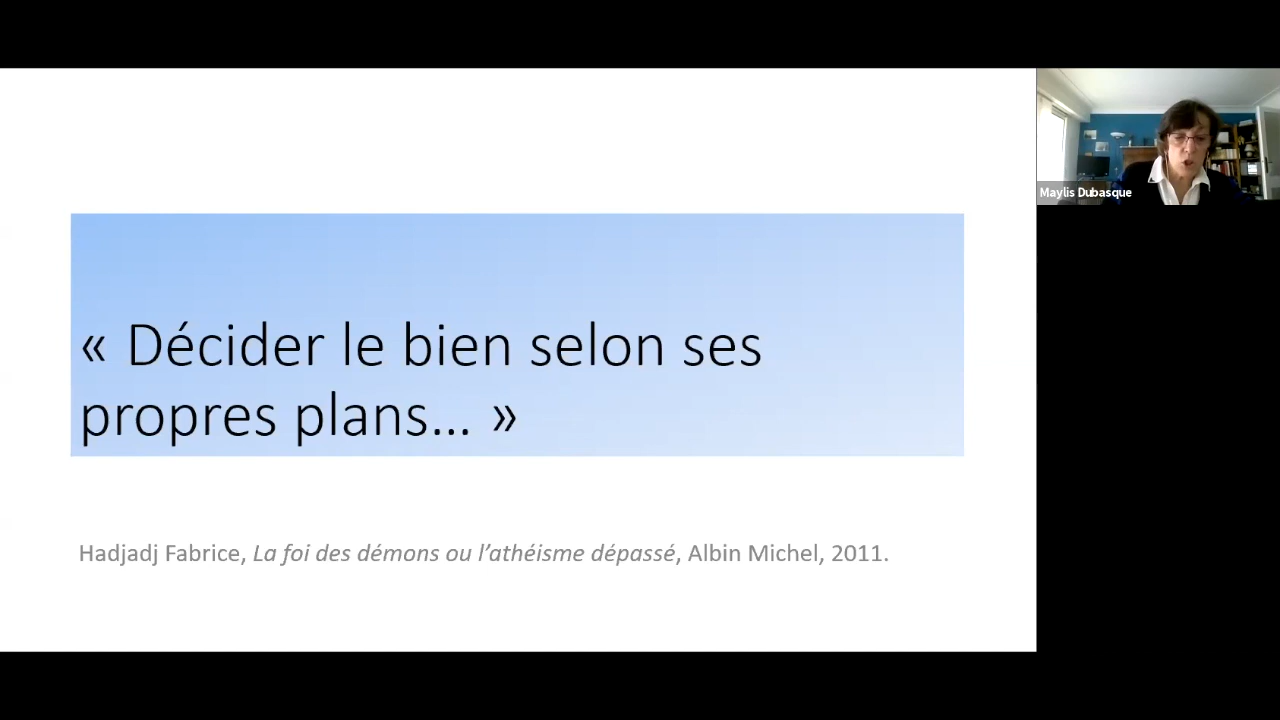 « Décider le bien selon ses
propres plans... »
Hadjadj Fabrice, La foi des démons ou l’athéisme dépassé, Albin Michel, 2011.
Maylis Dubasque